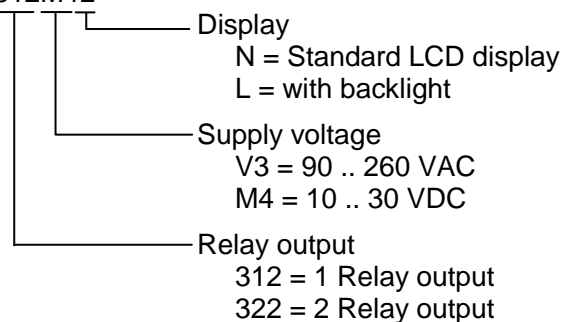 Display
N = Standard LCD display
L = with backlight
Supply voltage
V3 = 90 .. 260 VAC
M4 = 10 .. 30 VDC
Relay output
312 = 1 Relay output
322 = 2 Relay output